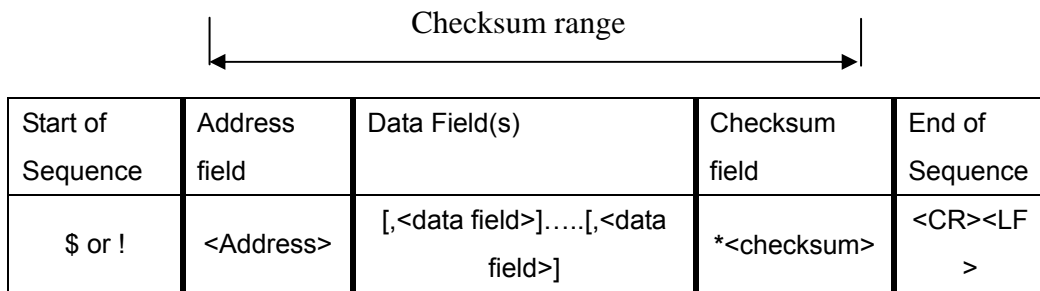 Checksum range
Start of Sequence
Address field
Data Field(s)
Checksum field
End of Sequence
$ or !
<Address>
[,<data field>]…..[,<data field>]
*<checksum>
<CR><LF>